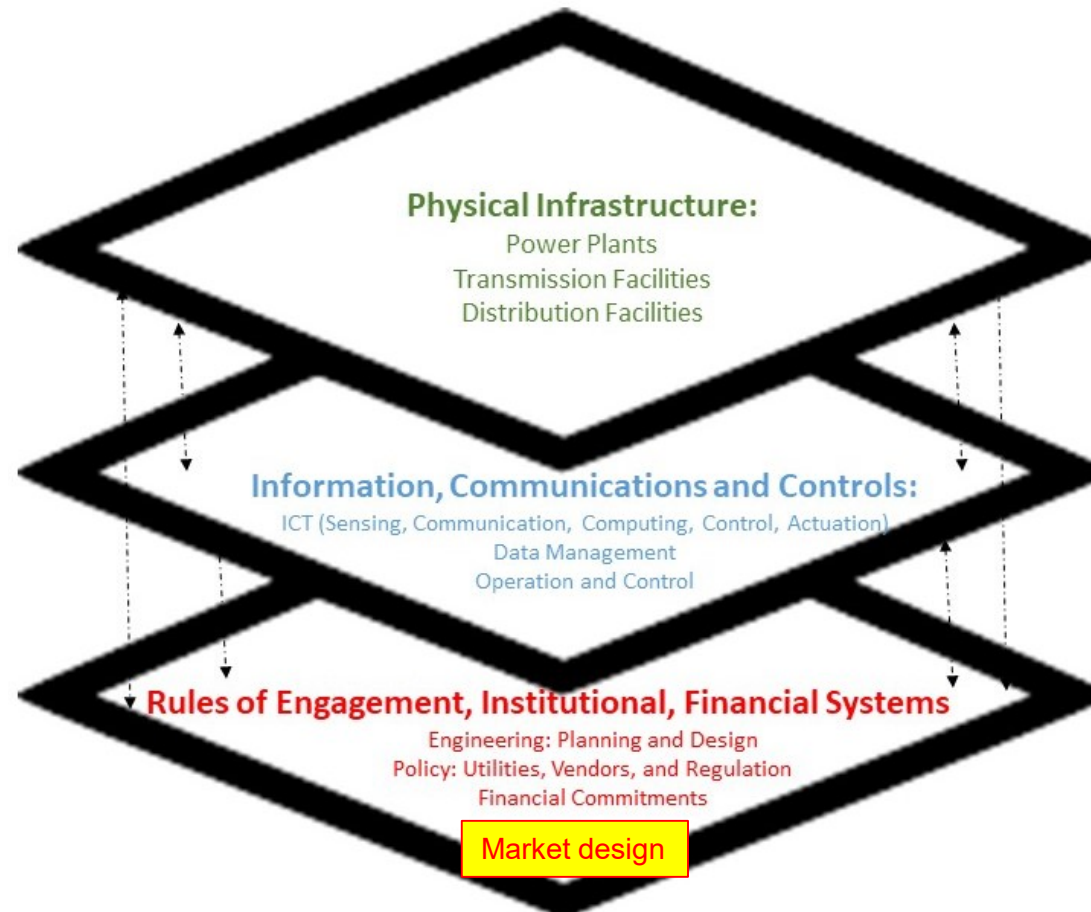 Physical Infrastructure:
Power Plants
Transmission Facilities
Distribution Facilities
Information, Communications and Controls:
ICT (Sensing, Communication, Computing, Control, Actuation)
Data Management
Operation and Control
Rules of Engagement, Institutional, Financial Systems
Engineering: Planning and Design
Policy: Utilities, Vendors, and Regulation
Financial Commitments
Market design